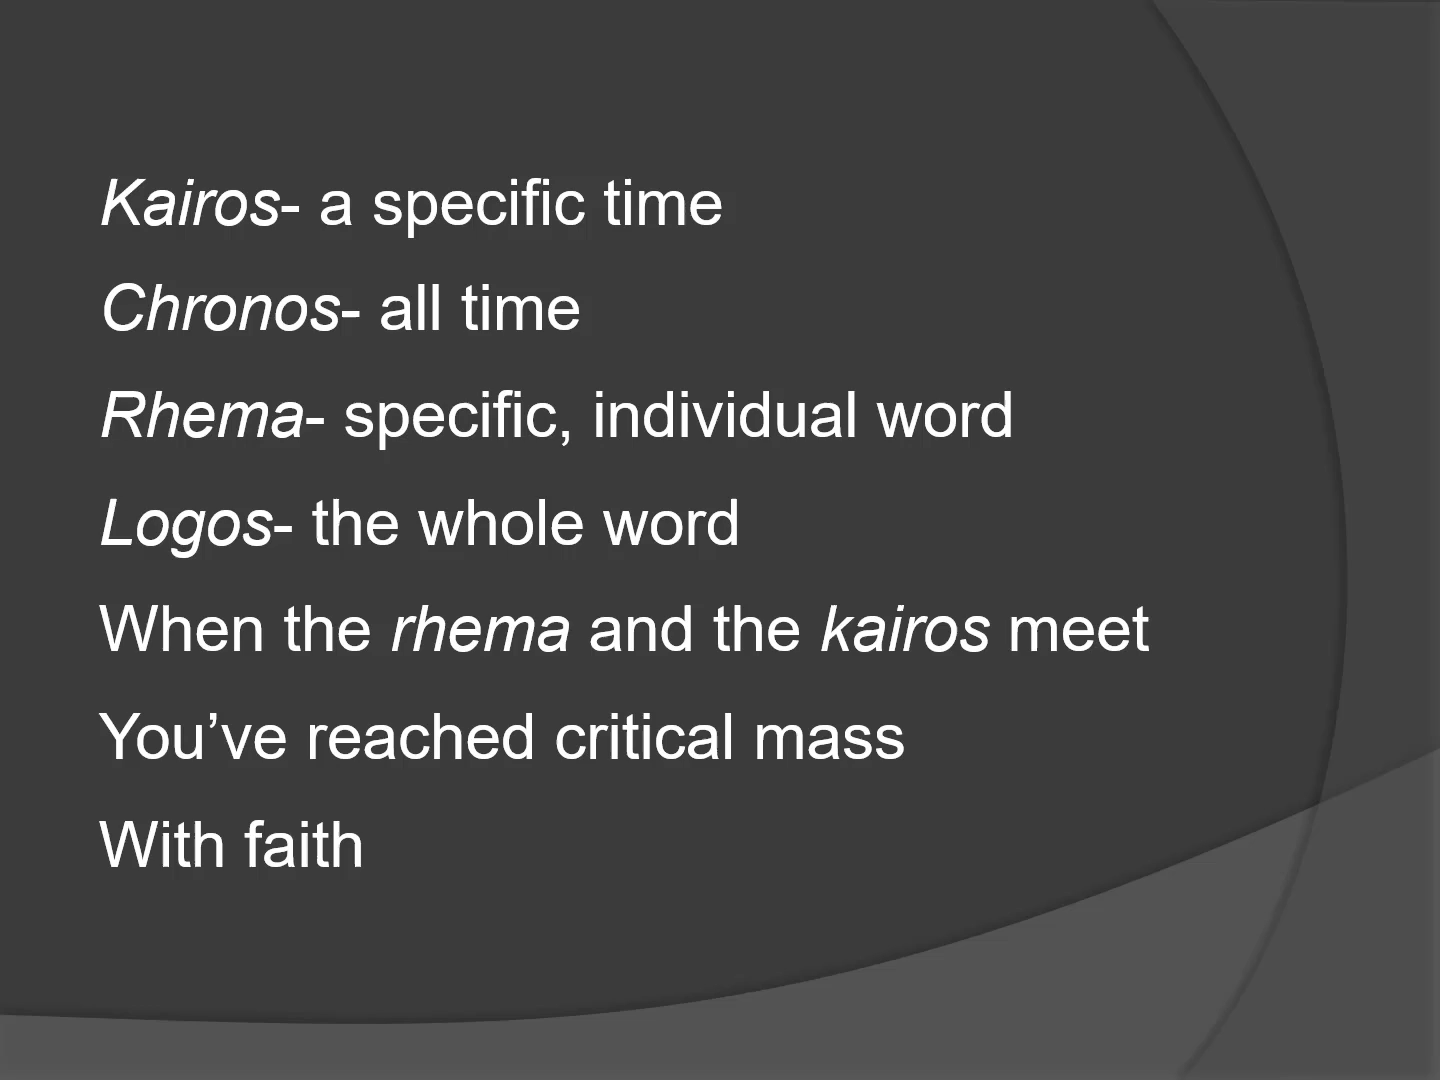 Kairos- a specific time
Chronos- all time
Rhema- specific, individual word
Logos- the whole word
When the rhema and the kairos meet
You’ve reached critical mass
With faith